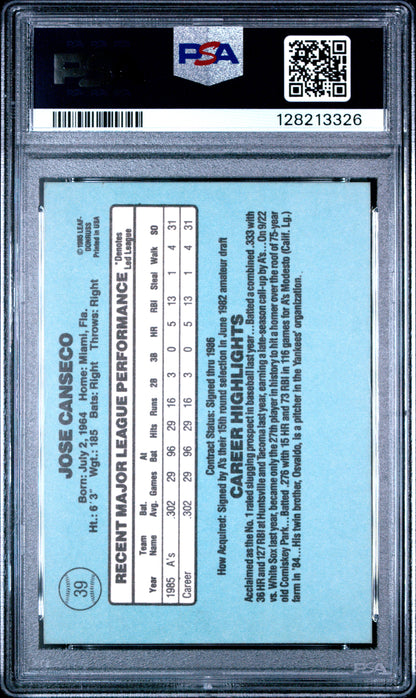 PSA
128213326
39
© 1986 LEAF-
DONRUSS
Printed in USA
JOSE CANSECO
Born: July 2, 1964 Home: Miami, Fla.
Ht.: 6'3" Wgt.: 185 Bats: Right Throws: Right
RECENT MAJOR LEAGUE PERFORMANCE *Denotes Led League
Year Team Name Bat. Avg. Games At Bat Hits Runs 2B 3B HR RBI Steal Walk SO
1985 A's .302 29 96 29 16 3 0 5 13 1 4 31
Career .302 29 96 29 16 3 0 5 13 1 4 31
Contract Status: Signed thru 1986
How Acquired: Signed by A's their 15th round selection in June 1982 amateur draft
CAREER HIGHLIGHTS
Acclaimed as the No. 1 rated slugging prospect in baseball last year...Batted a combined .333 with
36 HR and 127 RBI at Huntsville and Tacoma last year, earning a late-season call-up by A's...On 9/22
vs. White Sox last year, became only the 27th player in history to hit a homer over the roof of 75-year
old Comiskey Park...Batted .276 with 15 HR and 73 RBI in 116 games for A's Modesto (Calif. Lg.)
farm in '84...His twin brother, Osvaldo, is a pitcher in the Yankees' organization.
PSA